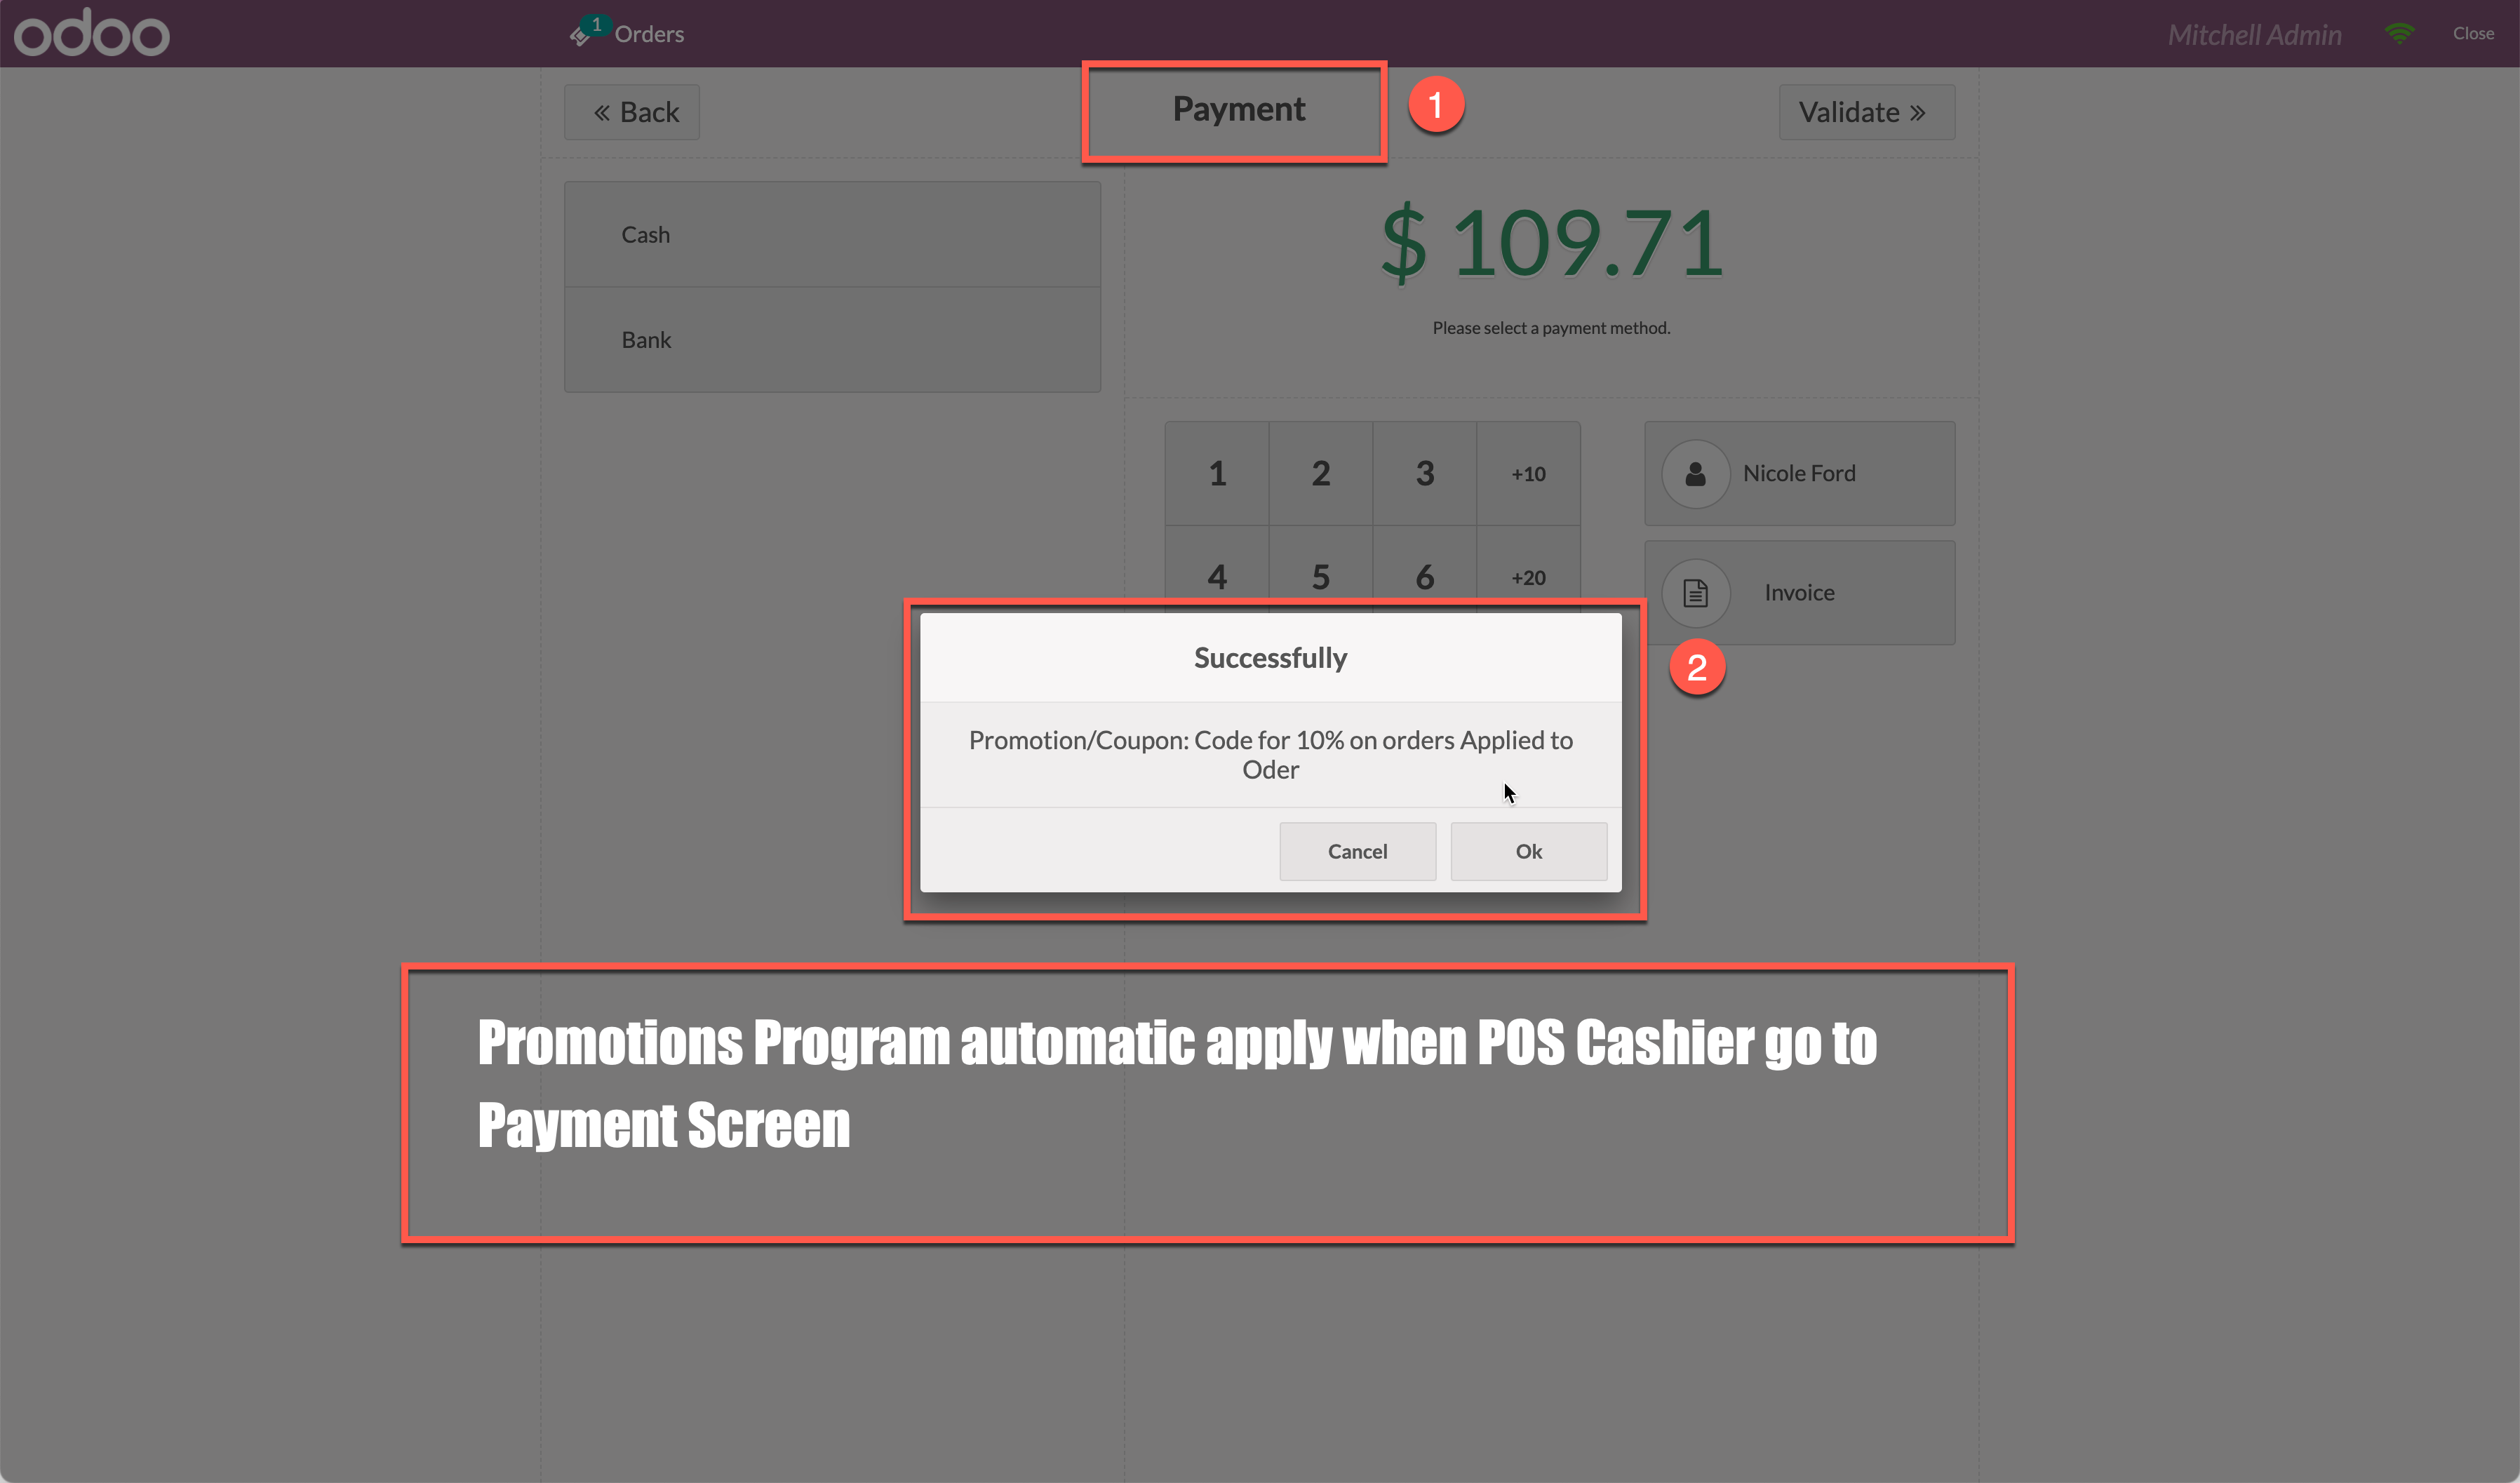 odoo
1
Orders
Mitchell Admin
Close
Back
Payment
1
Validate
Cash
Bank
$ 109.71
Please select a payment method.
1 2 3 +10
4 5 6 +20
Nicole Ford
Invoice
2
Successfully
Promotion/Coupon: Code for 10% on orders Applied to
Oder
Cancel
Ok
Promotions Program automatic apply when POS Cashier go to
Payment Screen